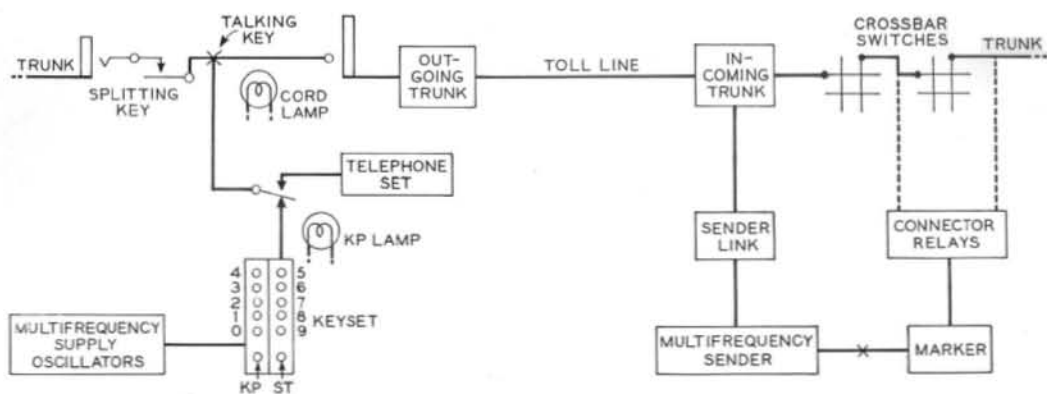 TALKING
KEY
TRUNK
SPLITTING
KEY
CORD
LAMP
OUT-
GOING
TRUNK
TOLL LINE
IN-
COMING
TRUNK
CROSSBAR
SWITCHES
TRUNK
TELEPHONE
SET
KP LAMP
SENDER
LINK
CONNECTOR
RELAYS
4 5
3 6
2 7
1 8
0 9
KEYSET
MULTIFREQUENCY
SUPPLY
OSCILLATORS
KP ST
MULTIFREQUENCY
SENDER
MARKER